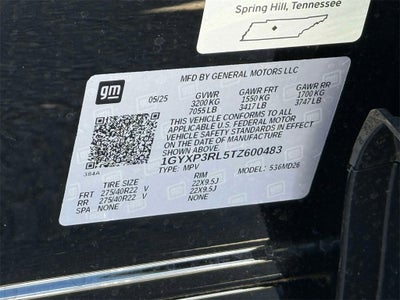 Spring Hill, Tennessee
gm
MFD BY GENERAL MOTORS LLC
05/25 GVWR GAWR FRT GAWR RR
3200 KG 1550 KG 1700 KG
7055 LB 3417 LB 3747 LB
THIS VEHICLE CONFORMS TO ALL
APPLICABLE U.S. FEDERAL MOTOR
VEHICLE SAFETY STANDARDS IN EFFECT
ON THE DATE OF MANUFACTURE
SHOWN ABOVE.
1GYXP3RL5TZ600483
TYPE: MPV MODEL: 536MD26
384A
TIRE SIZE RIM
FRT 275/40R22 V 22X9.5J
RR 275/40R22 V 22X9.5J
SPA NONE NONE